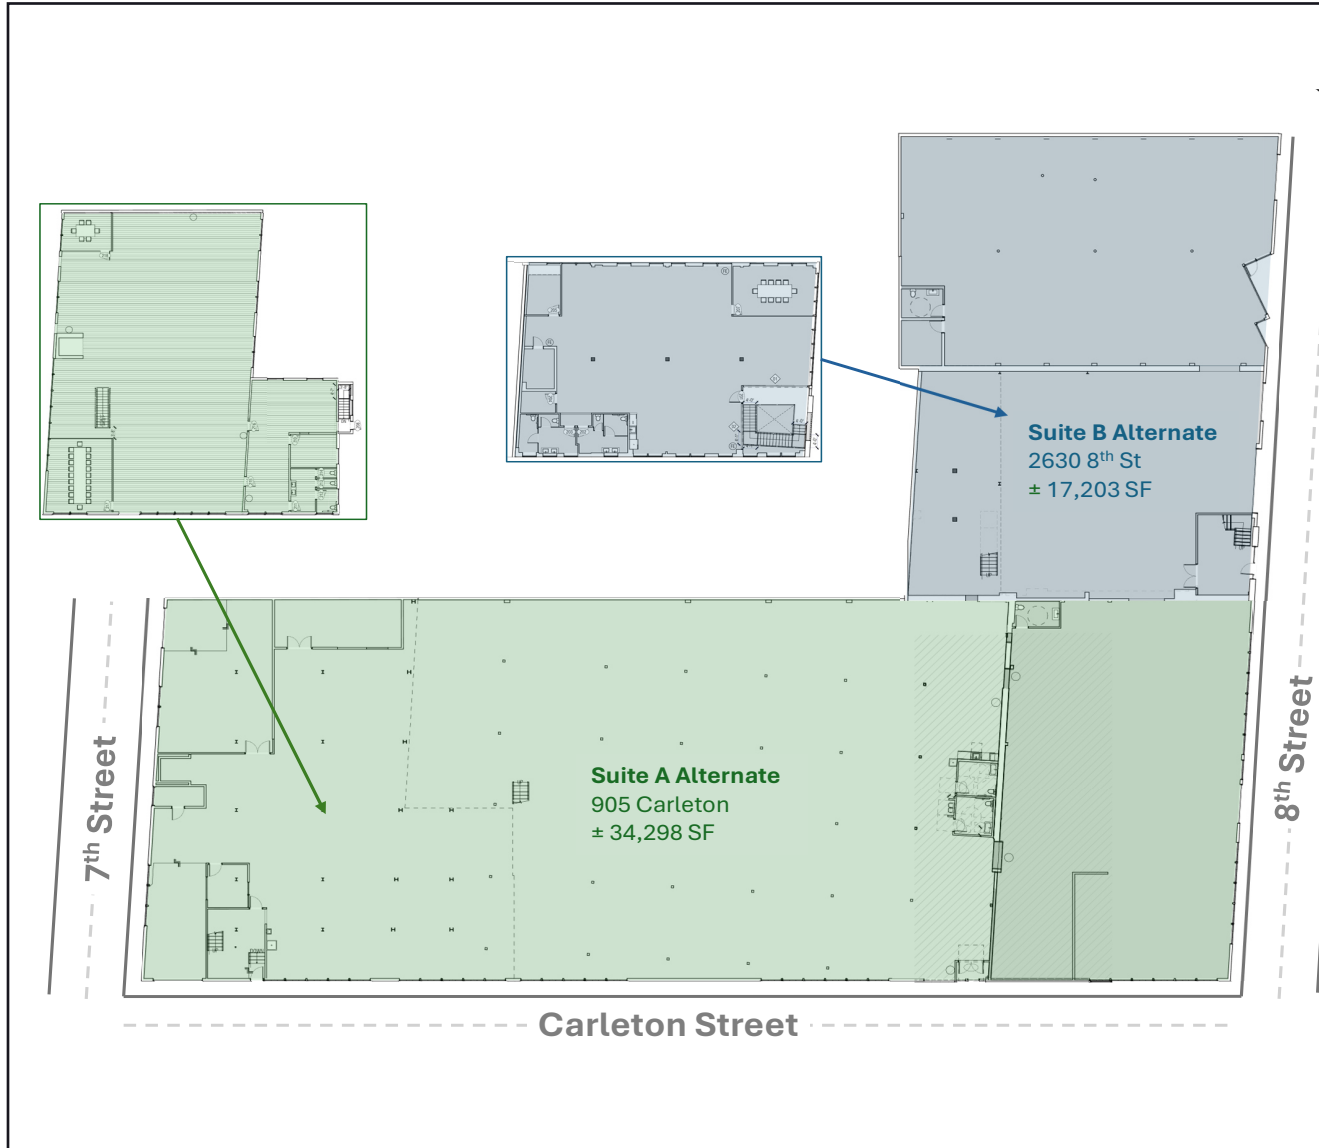 Suite B Alternate
2630 8th St
± 17,203 SF
Suite A Alternate
905 Carleton
± 34,298 SF
7th Street
8th Street
Carleton Street